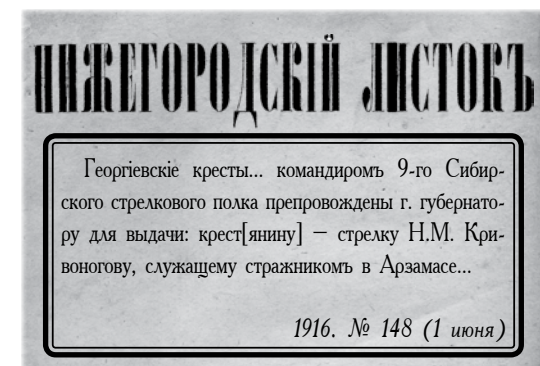 НИЖЕГОРОДСКІЙ ЛИСТОКЪ
Георгіевскіе кресты... командиромъ 9-го Сибир-
ского стрелкового полка препровождены г. губернато-
ру для выдачи: крест[янину] – стрелку Н.М. Кри-
воногову, служащему стражникомъ в Арзамасе...
1916. № 148 (1 июня)